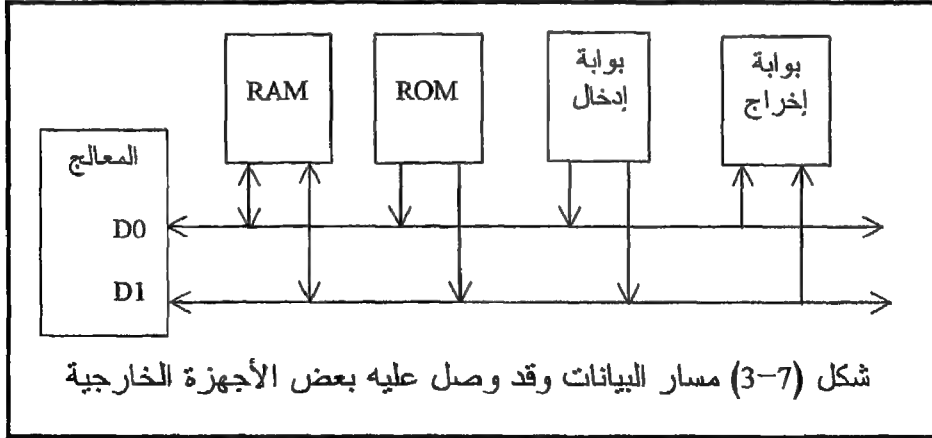 RAM
ROM
بوابة
إدخال
بوابة
إخراج
المعالج
D0
D1
شكل (7-3) مسار البيانات وقد وصل عليه بعض الأجهزة الخارجية